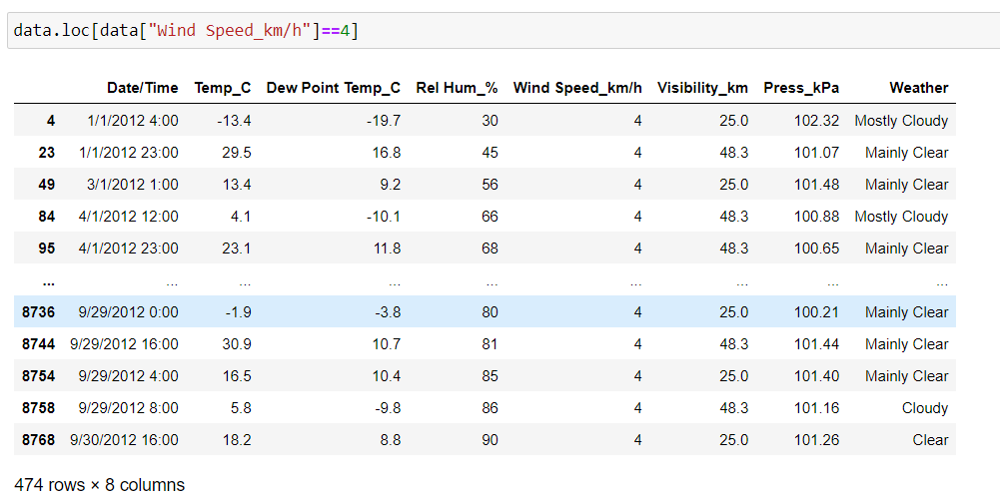 data.loc[data["Wind Speed_km/h"]==4]
Date/Time Temp_C Dew Point Temp_C Rel Hum_% Wind Speed_km/h Visibility_km Press_kPa Weather
4 1/1/2012 4:00 -13.4 -19.7 30 4 25.0 102.32 Mostly Cloudy
23 1/1/2012 23:00 29.5 16.8 45 4 48.3 101.07 Mainly Clear
49 3/1/2012 1:00 13.4 9.2 56 4 25.0 101.48 Mainly Clear
84 4/1/2012 12:00 4.1 -10.1 66 4 48.3 100.88 Mostly Cloudy
95 4/1/2012 23:00 23.1 11.8 68 4 48.3 100.65 Mainly Clear
... ... ... ... ... ... ... ... ...
8736 9/29/2012 0:00 -1.9 -3.8 80 4 25.0 100.21 Mainly Clear
8744 9/29/2012 16:00 30.9 10.7 81 4 48.3 101.44 Mainly Clear
8754 9/29/2012 4:00 16.5 10.4 85 4 25.0 101.40 Mainly Clear
8758 9/29/2012 8:00 5.8 -9.8 86 4 48.3 101.16 Cloudy
8768 9/30/2012 16:00 18.2 8.8 90 4 25.0 101.26 Clear
474 rows × 8 columns